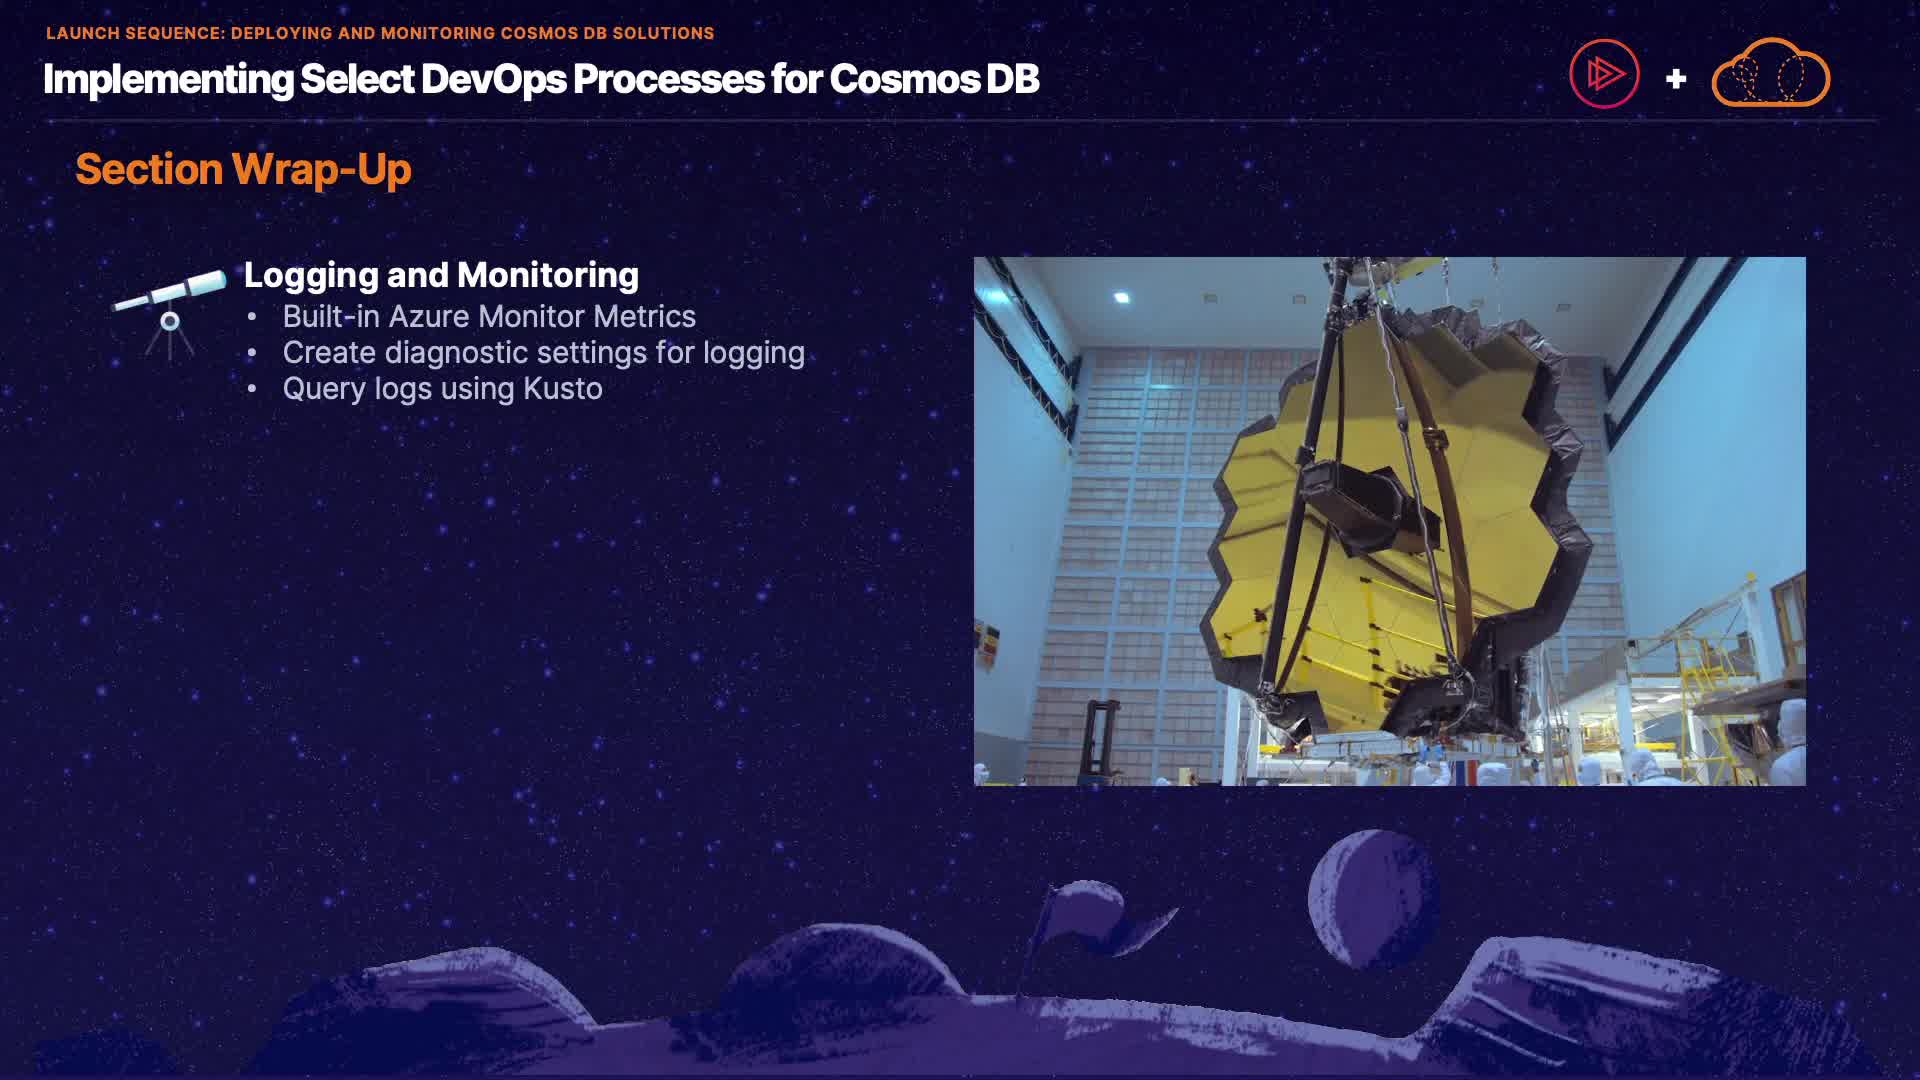 LAUNCH SEQUENCE: DEPLOYING AND MONITORING COSMOS DB SOLUTIONS
Implementing Select DevOps Processes for Cosmos DB
+
Section Wrap-Up
Logging and Monitoring
• Built-in Azure Monitor Metrics
• Create diagnostic settings for logging
• Query logs using Kusto